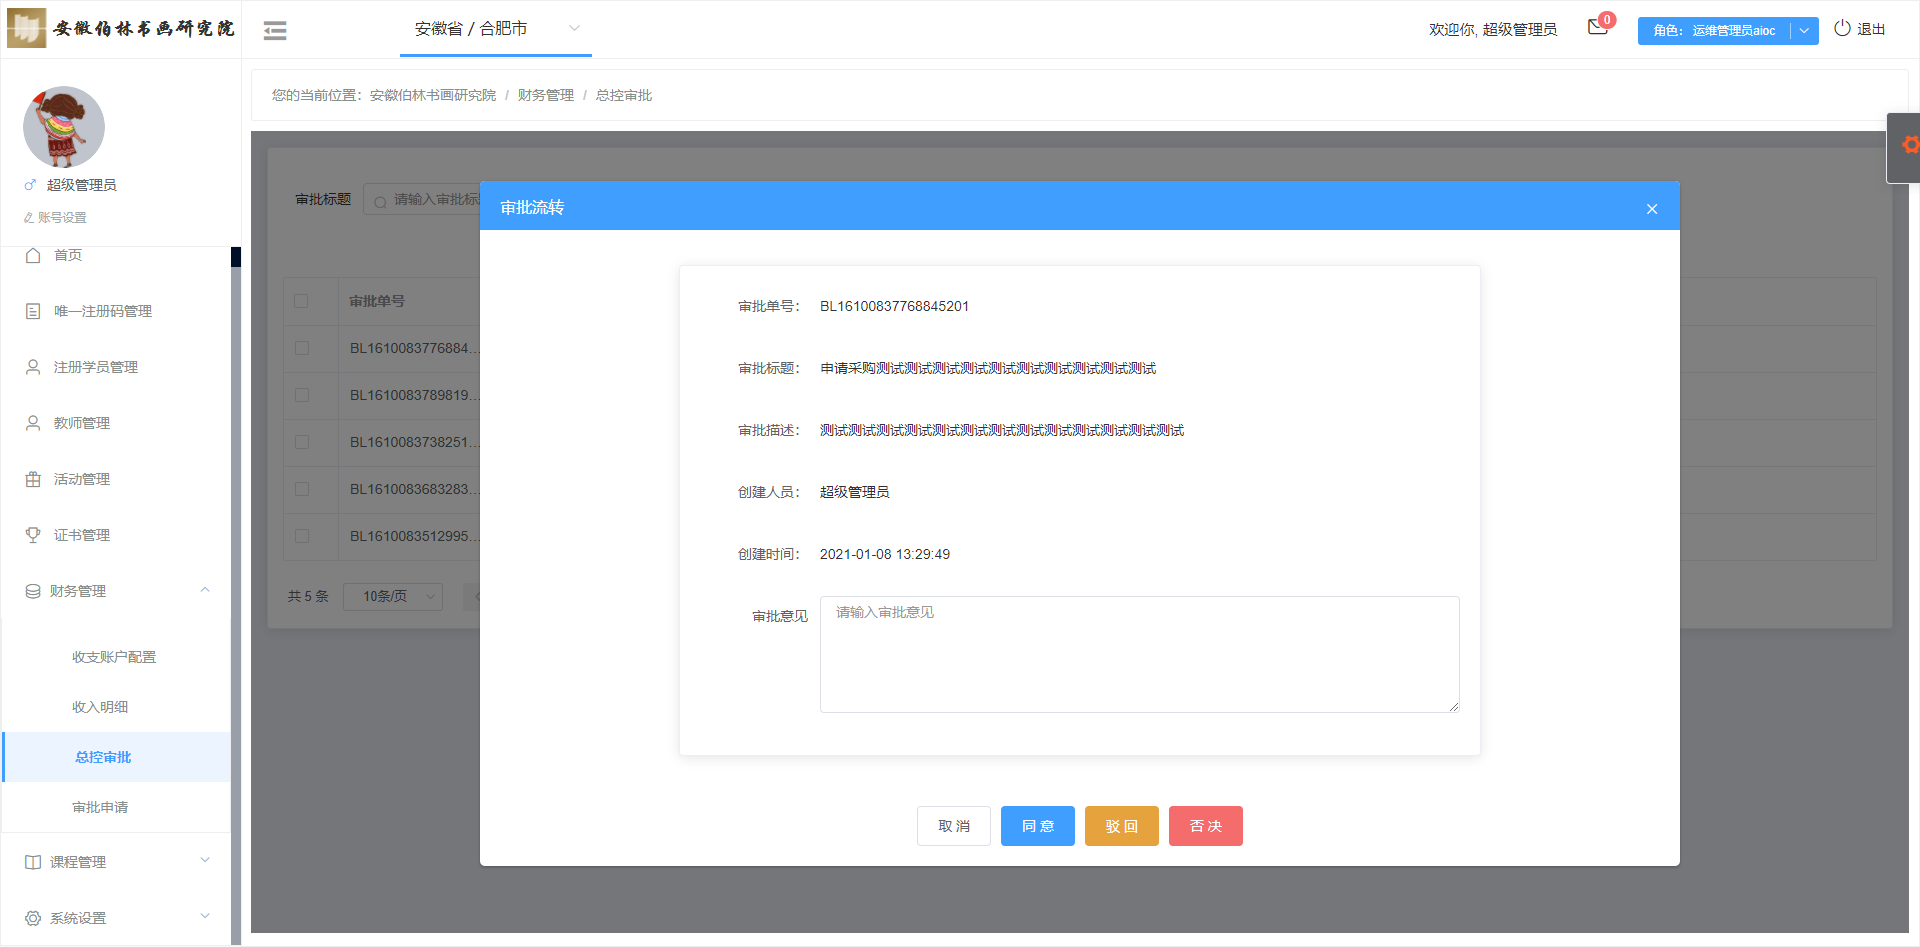 安徽伯林书画研究院
安徽省 / 合肥市
欢迎你, 超级管理员
0
角色： 运维管理员aioc
退出
您的当前位置：安徽伯林书画研究院 / 财务管理 / 总控审批
超级管理员
账号设置
首页
唯一注册码管理
注册学员管理
教师管理
活动管理
证书管理
财务管理
收支账户配置
收入明细
总控审批
审批申请
课程管理
系统设置
审批标题
请输入审批标
审批单号
BL1610083776884...
BL1610083789819...
BL1610083738251...
BL1610083683283...
BL1610083512995...
共 5 条
10条/页
审批流转
审批单号： BL16100837768845201
审批标题： 申请采购测试测试测试测试测试测试测试测试测试测试
审批描述： 测试测试测试测试测试测试测试测试测试测试测试测试测试
创建人员： 超级管理员
创建时间： 2021-01-08 13:29:49
审批意见 请输入审批意见
取 消
同 意
驳 回
否 决